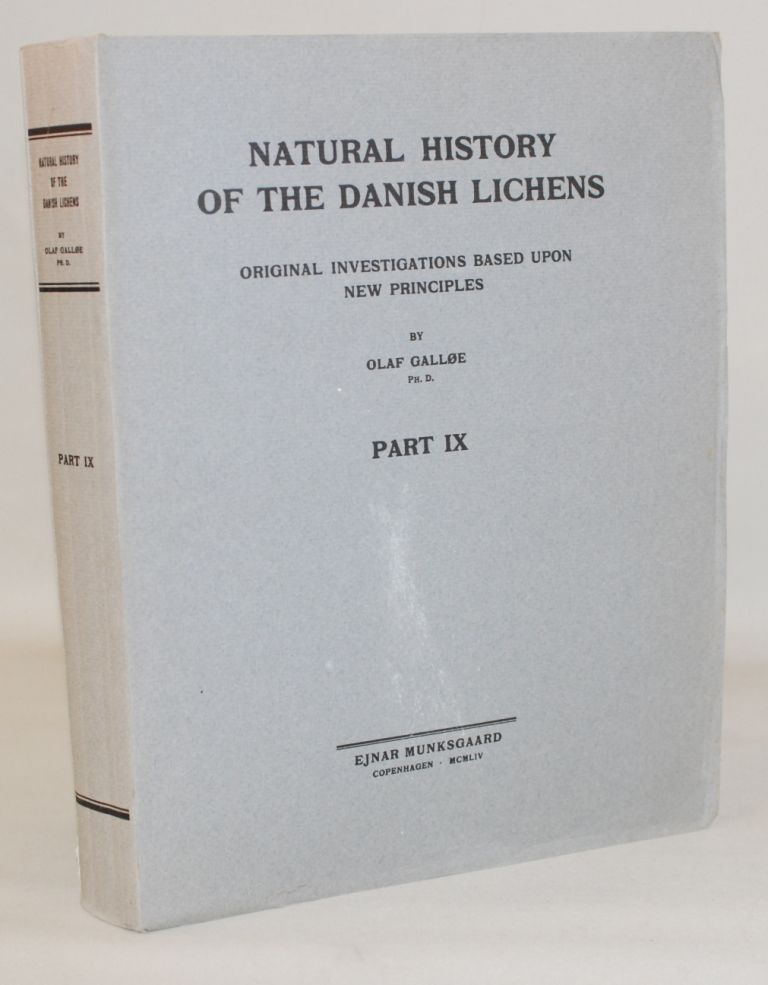 NATURAL HISTORY
OF THE
DANISH LICHENS
BY
OLAF GALLØE
PH. D.
PART IX
NATURAL HISTORY
OF THE DANISH LICHENS
ORIGINAL INVESTIGATIONS BASED UPON
NEW PRINCIPLES
BY
OLAF GALLØE
PH. D.
PART IX
EJNAR MUNKSGAARD
COPENHAGEN · MCMLIV